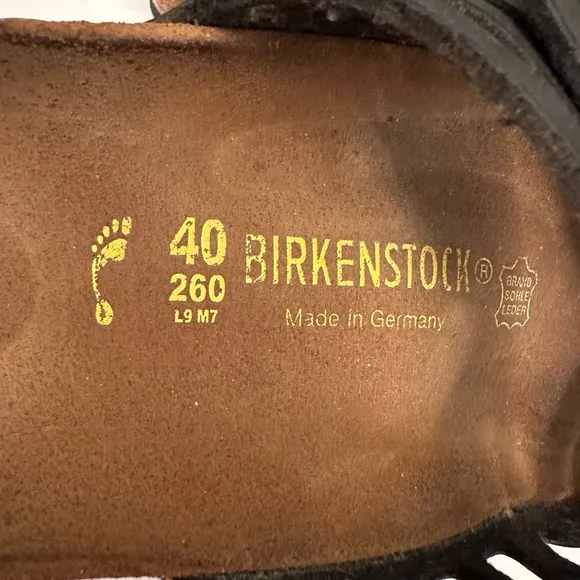 40
260
L9 M7
BIRKENSTOCK®
Made in Germany
BRAND
SOHLE
LEDER